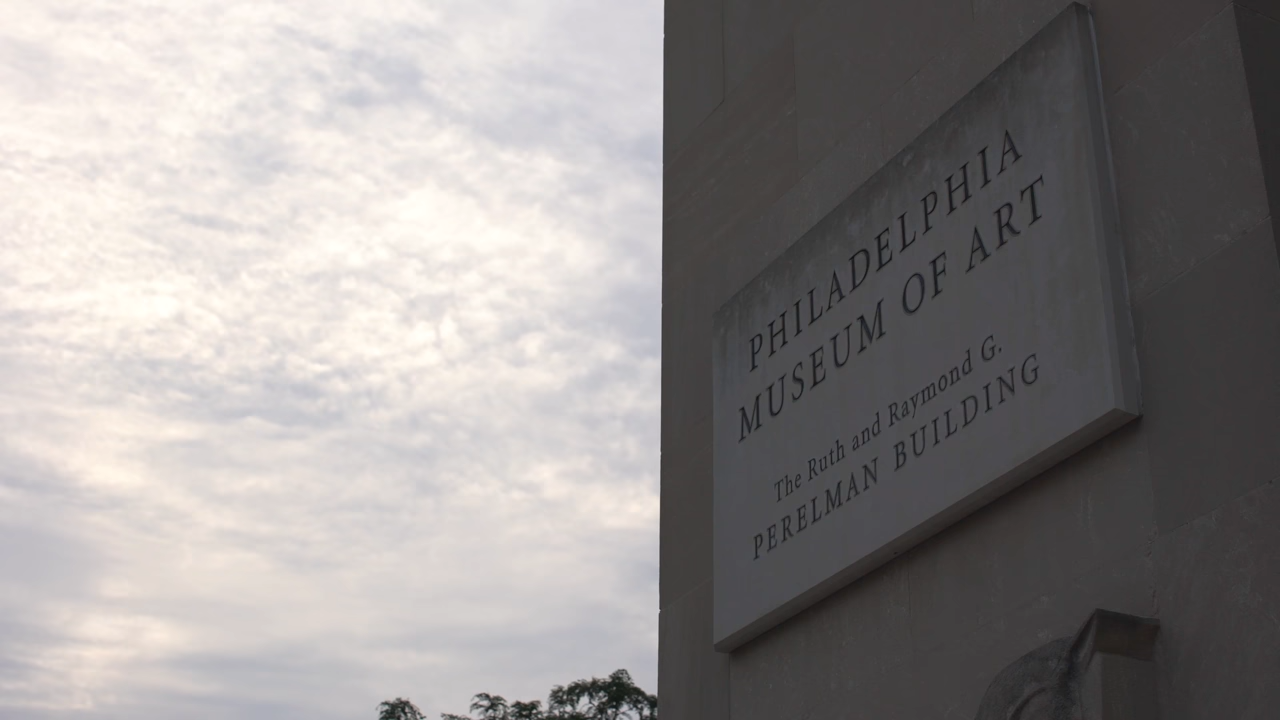 PHILADELPHIA
MUSEUM OF ART
The Ruth and Raymond G.
PERELMAN BUILDING